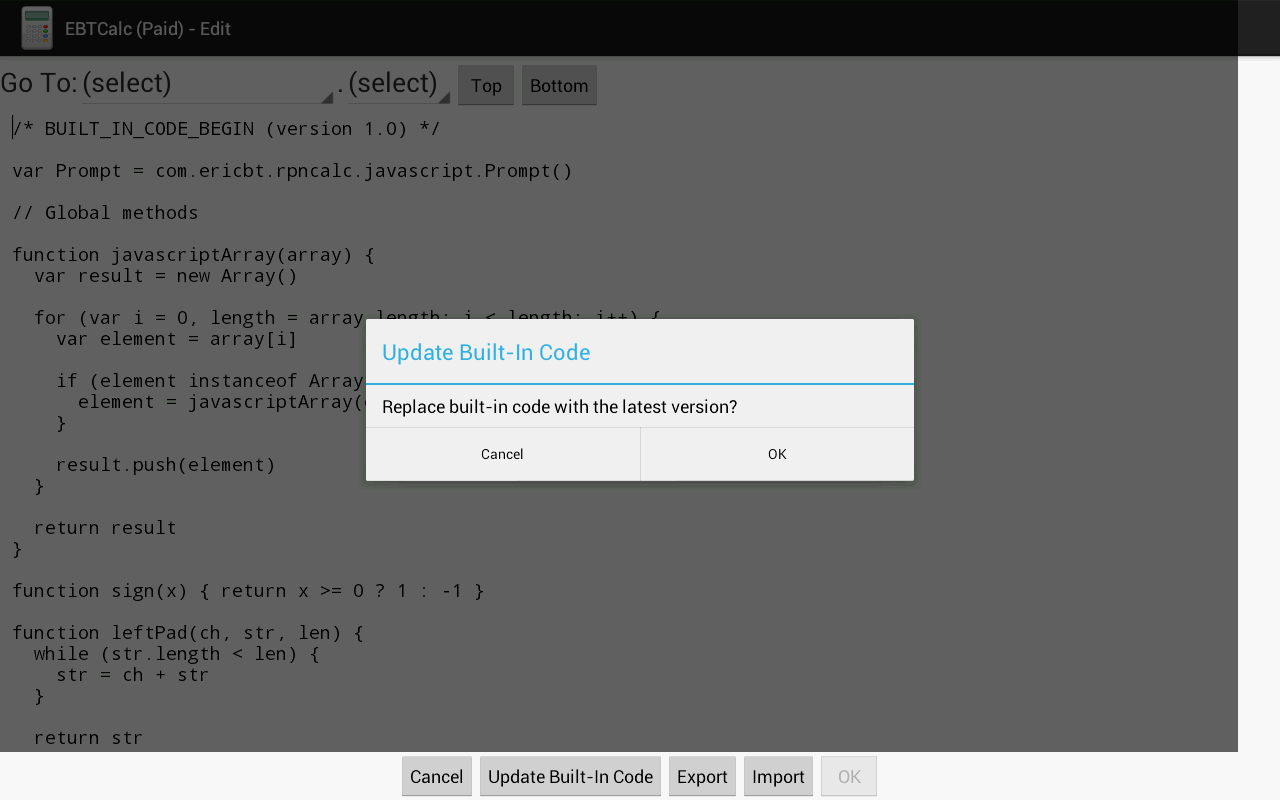 EBTCalc (Paid) - Edit
Go To: (select) . (select) Top Bottom
/* BUILT_IN_CODE_BEGIN (version 1.0) */
var Prompt = com.ericbt.rpncalc.javascript.Prompt()
// Global methods
function javascriptArray(array) {
var result = new Array()
for (var i = 0, length = array.length; i < length; i++) {
var element = array[i]
if (element instanceof Array
element = javascriptArray(
}
result.push(element)
}
return result
}
function sign(x) { return x >= 0 ? 1 : -1 }
function leftPad(ch, str, len) {
while (str.length < len) {
str = ch + str
}
return str
Update Built-In Code
Replace built-in code with the latest version?
Cancel OK
Cancel Update Built-In Code Export Import OK